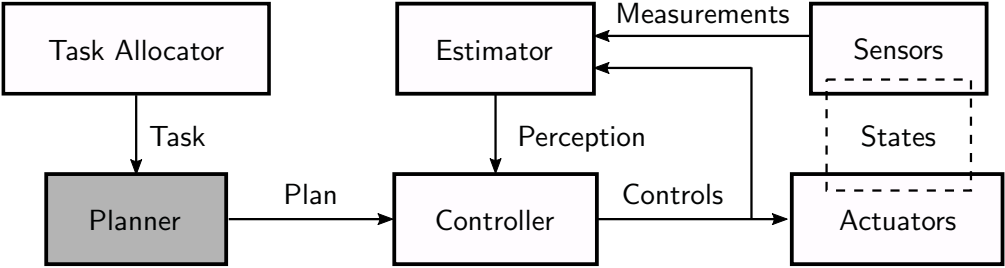 Measurements
Task Allocator
Estimator
Sensors
Task
Perception
States
Plan
Controls
Planner
Controller
Actuators